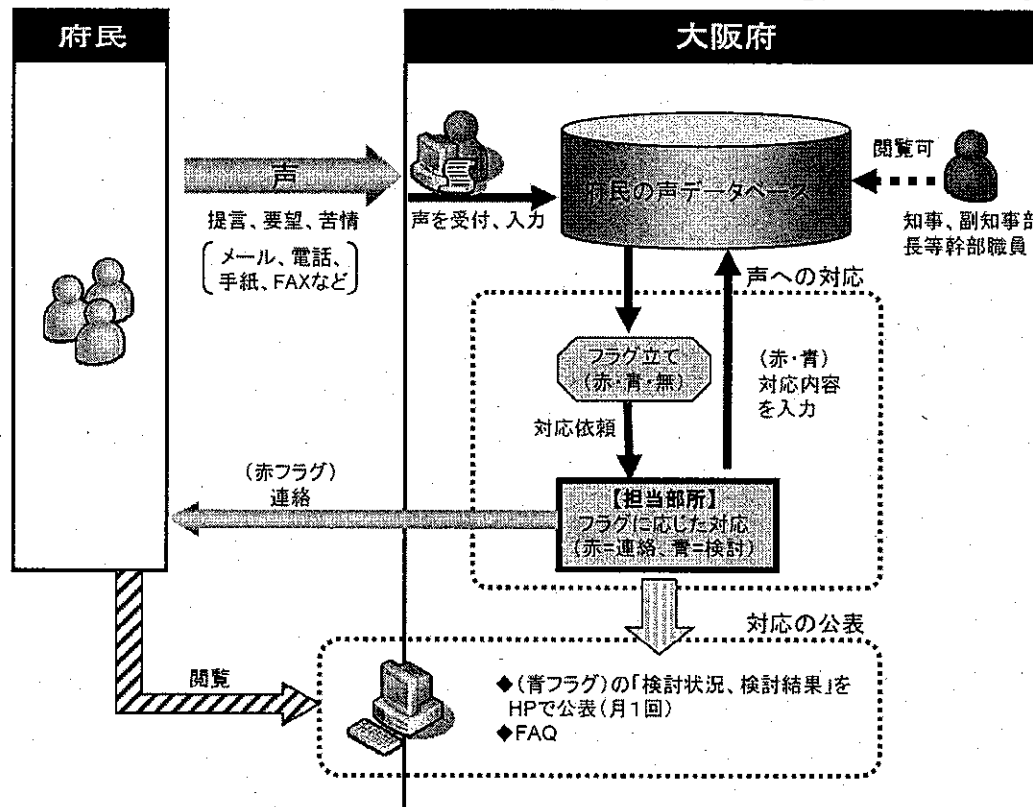 府民
大阪府
声
提言、要望、苦情
メール、電話、
手紙、FAXなど
声を受付、入力
府民の声データベース
閲覧可
知事、副知事部
長等幹部職員
声への対応
フラグ立て
(赤・青・無)
(赤・青)
対応内容
を入力
対応依頼
(赤フラグ)
連絡
【担当部所】
フラグに応じた対応
(赤=連絡、青=検討)
対応の公表
閲覧
◆(青フラグ)の「検討状況、検討結果」を
HPで公表(月1回)
◆FAQ